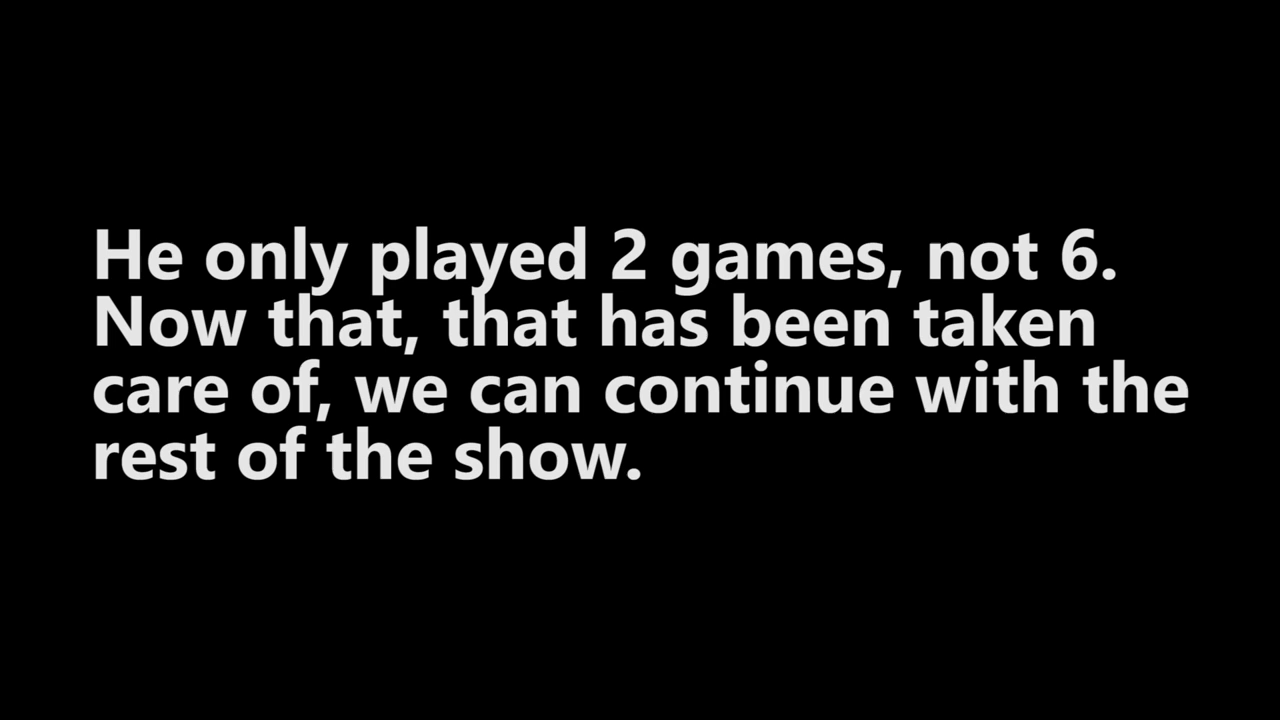 He only played 2 games, not 6.
Now that, that has been taken
care of, we can continue with the
rest of the show.